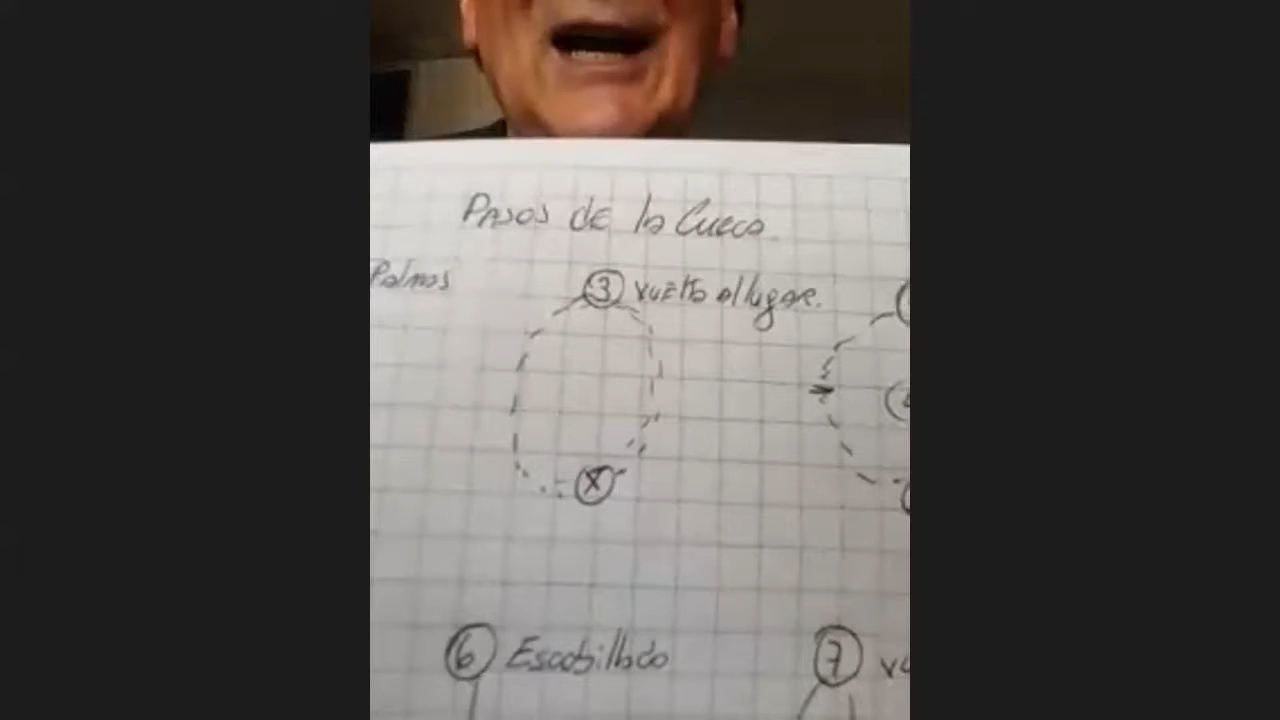 Pasos de la Cueca
Palmas
3 vuelta al lugar.
X
6 Escobillado
7